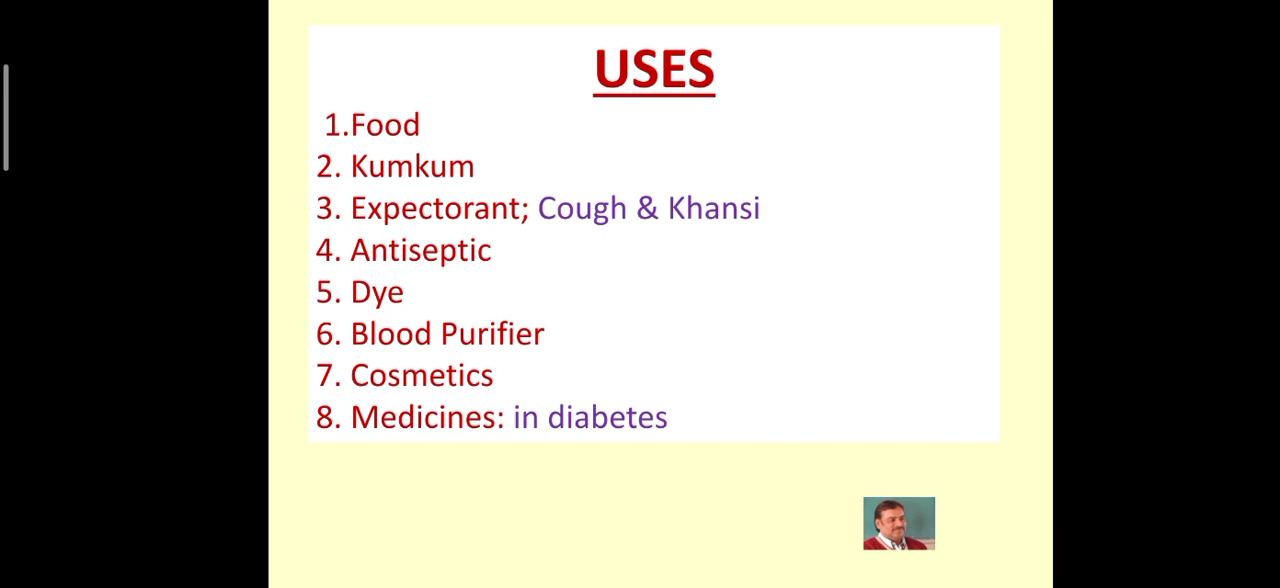 USES
1.Food
2. Kumkum
3. Expectorant; Cough & Khansi
4. Antiseptic
5. Dye
6. Blood Purifier
7. Cosmetics
8. Medicines: in diabetes